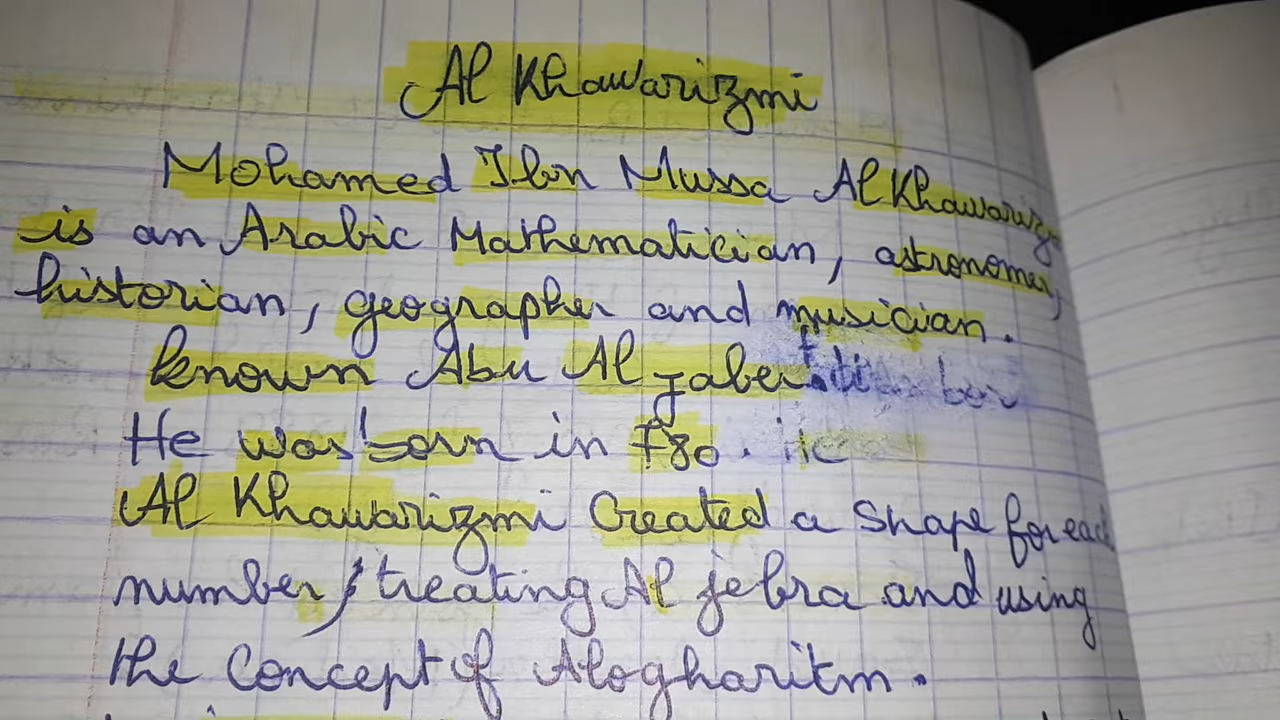 Al Khawarizmi
Mohamed Ibn Mussa Al Khawariz
is an Arabic Mathematician, astronomer,
historian, geographer and musician.
known Abu Al jaber.
He was born in 780.
Al Khawarizmi Created a shape for each
number, treating Al jebra and using
the Concept of Alogharitm.